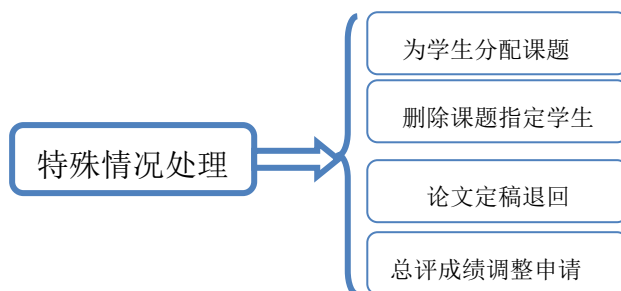 特殊情况处理
为学生分配课题
删除课题指定学生
论文定稿退回
总评成绩调整申请